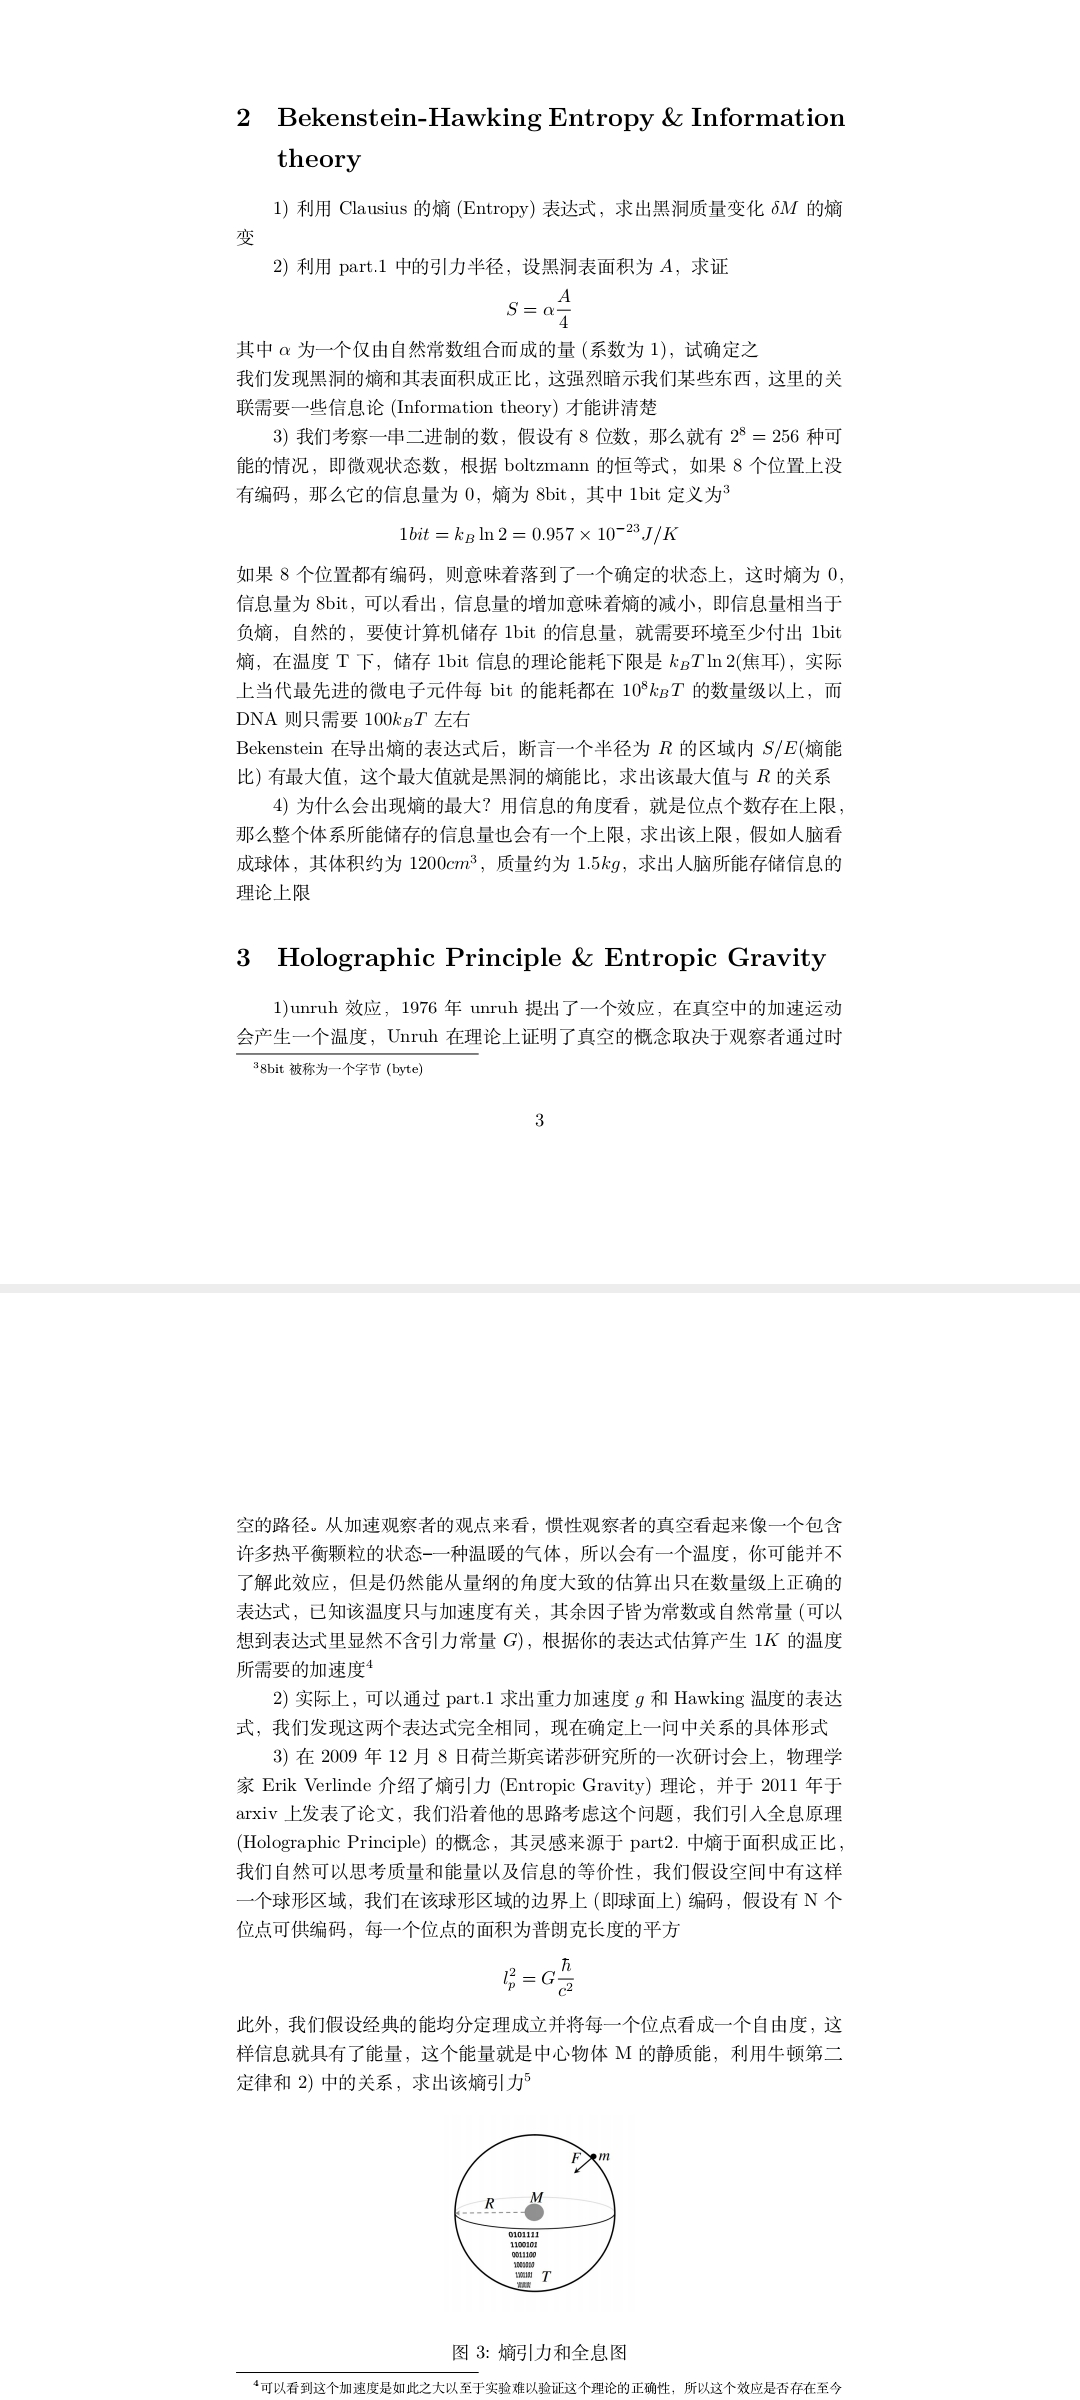 2 Bekenstein-Hawking Entropy & Information
theory
1) 利用 Clausius 的熵 (Entropy) 表达式，求出黑洞质量变化 δM 的熵
变
2) 利用 part.1 中的引力半径，设黑洞表面积为 A，求证
S = α A/4
其中 α 为一个仅由自然常数组合而成的量 (系数为 1)，试确定之
我们发现黑洞的熵和其表面积成正比，这强烈暗示我们某些东西，这里的关
联需要一些信息论 (Information theory) 才能讲清楚
3) 我们考察一串二进制的数，假设有 8 位数，那么就有 2⁸ = 256 种可
能的情况，即微观状态数，根据 boltzmann 的恒等式，如果 8 个位置上没
有编码，那么它的信息量为 0，熵为 8bit，其中 1bit 定义为³
1bit = k_B ln 2 = 0.957 × 10⁻²³ J/K
如果 8 个位置都有编码，则意味着落到了一个确定的状态上，这时熵为 0，
信息量为 8bit，可以看出，信息量的增加意味着熵的减小，即信息量相当于
负熵，自然的，要使计算机储存 1bit 的信息量，就需要环境至少付出 1bit
熵，在温度 T 下，储存 1bit 信息的理论能耗下限是 k_BT ln 2(焦耳)，实际
上当代最先进的微电子元件每 bit 的能耗都在 10⁸k_BT 的数量级以上，而
DNA 则只需要 100k_BT 左右
Bekenstein 在导出熵的表达式后，断言一个半径为 R 的区域内 S/E(熵能
比) 有最大值，这个最大值就是黑洞的熵能比，求出该最大值与 R 的关系
4) 为什么会出现熵的最大？用信息的角度看，就是位点个数存在上限，
那么整个体系所能储存的信息量也会有一个上限，求出该上限，假如人脑看
成球体，其体积约为 1200cm³，质量约为 1.5kg，求出人脑所能存储信息的
理论上限
3 Holographic Principle & Entropic Gravity
1)unruh 效应，1976 年 unruh 提出了一个效应，在真空中的加速运动
会产生一个温度，Unruh 在理论上证明了真空的概念取决于观察者通过时
³8bit 被称为一个字节 (byte)
3
空的路径。从加速观察者的观点来看，惯性观察者的真空看起来像一个包含
许多热平衡颗粒的状态–一种温暖的气体，所以会有一个温度，你可能并不
了解此效应，但是仍然能从量纲的角度大致的估算出只在数量级上正确的
表达式，已知该温度只与加速度有关，其余因子皆为常数或自然常量 (可以
想到表达式里显然不含引力常量 G)，根据你的表达式估算产生 1K 的温度
所需要的加速度⁴
2) 实际上，可以通过 part.1 求出重力加速度 g 和 Hawking 温度的表达
式，我们发现这两个表达式完全相同，现在确定上一问中关系的具体形式
3) 在 2009 年 12 月 8 日荷兰斯宾诺莎研究所的一次研讨会上，物理学
家 Erik Verlinde 介绍了熵引力 (Entropic Gravity) 理论，并于 2011 年于
arxiv 上发表了论文，我们沿着他的思路考虑这个问题，我们引入全息原理
(Holographic Principle) 的概念，其灵感来源于 part2. 中熵于面积成正比，
我们自然可以思考质量和能量以及信息的等价性，我们假设空间中有这样
一个球形区域，我们在该球形区域的边界上 (即球面上) 编码，假设有 N 个
位点可供编码，每一个位点的面积为普朗克长度的平方
l_p² = G ħ/c²
此外，我们假设经典的能均分定理成立并将每一个位点看成一个自由度，这
样信息就具有了能量，这个能量就是中心物体 M 的静质能，利用牛顿第二
定律和 2) 中的关系，求出该熵引力⁵
F m
R M
0101111
1100101
0011100
1001010
1101101
T
图 3: 熵引力和全息图
⁴可以看到这个加速度是如此之大以至于实验难以验证这个理论的正确性，所以这个效应是否存在至今